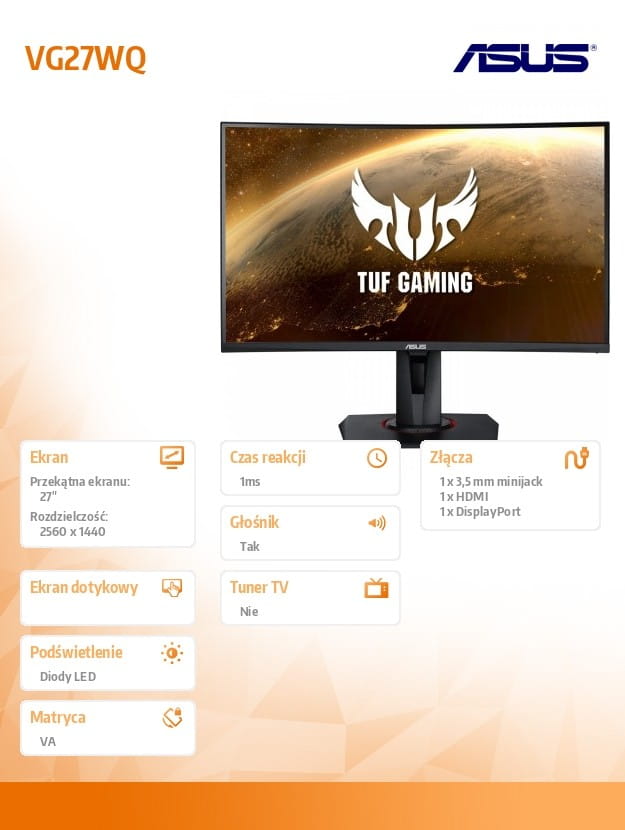 VG27WQ
ASUS®
TUF GAMING
ASUS
Ekran
Przekątna ekranu:
27"
Rozdzielczość:
2560 x 1440
Ekran dotykowy
Podświetlenie
Diody LED
Matryca
VA
Czas reakcji
1ms
Głośnik
Tak
Tuner TV
Nie
Złącza
1 x 3,5 mm minijack
1 x HDMI
1 x DisplayPort